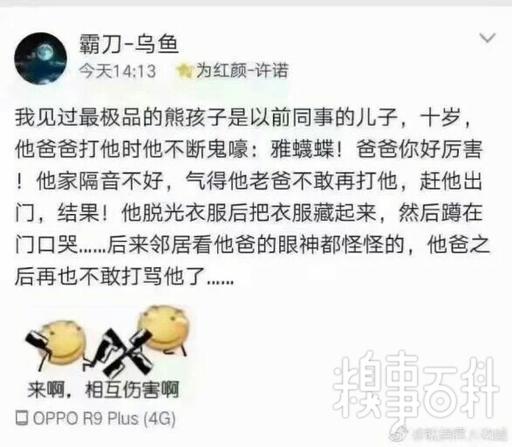 霸刀-乌鱼
今天14:13 为红颜-许诺
我见过最极品的熊孩子是以前同事的儿子，十岁，
他爸爸打他时他不断鬼嚎：雅蠛蝶！爸爸你好厉害
！他家隔音不好，气得他老爸不敢再打他，赶他出
门，结果！他脱光衣服后把衣服藏起来，然后蹲在
门口哭……后来邻居看他爸的眼神都怪怪的，他爸之
后再也不敢打骂他了……
来啊，相互伤害啊
糗事百科
OPPO R9 Plus (4G)